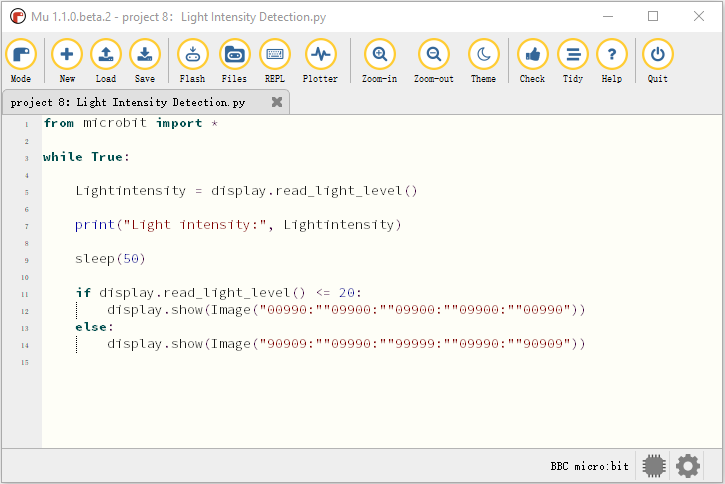 Mu 1.1.0.beta.2 - project 8: Light Intensity Detection.py
Mode New Load Save Flash Files REPL Plotter Zoom-in Zoom-out Theme Check Tidy Help Quit
project 8: Light Intensity Detection.py
1 from microbit import *
2
3 while True:
4
5 Lightintensity = display.read_light_level()
6
7 print("Light intensity:", Lightintensity)
8
9 sleep(50)
10
11 if display.read_light_level() <= 20:
12 display.show(Image("00990:""09900:""09900:""09900:""00990"))
13 else:
14 display.show(Image("90909:""09990:""99999:""09990:""90909"))
15
BBC micro:bit